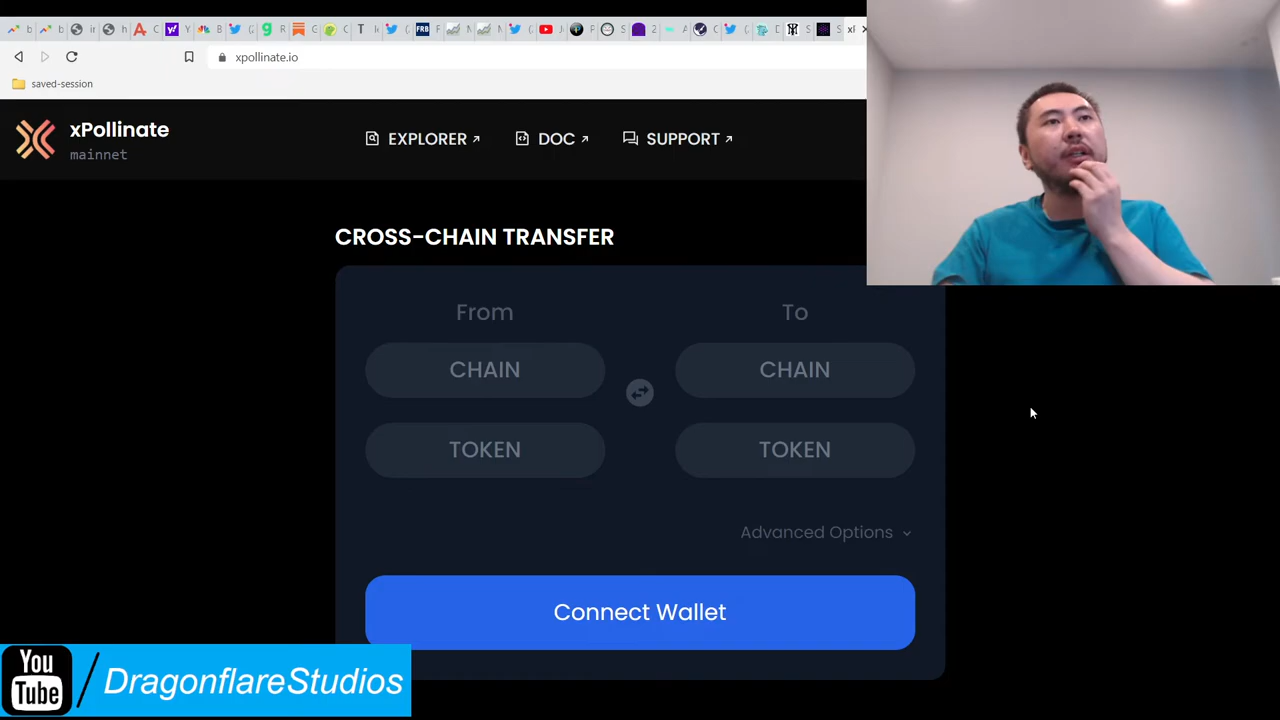 xpollinate.io
saved-session
xPollinate
mainnet
EXPLORER
DOC
SUPPORT
CROSS-CHAIN TRANSFER
From
To
CHAIN
CHAIN
TOKEN
TOKEN
Advanced Options
Connect Wallet
You
Tube
/DragonflareStudios